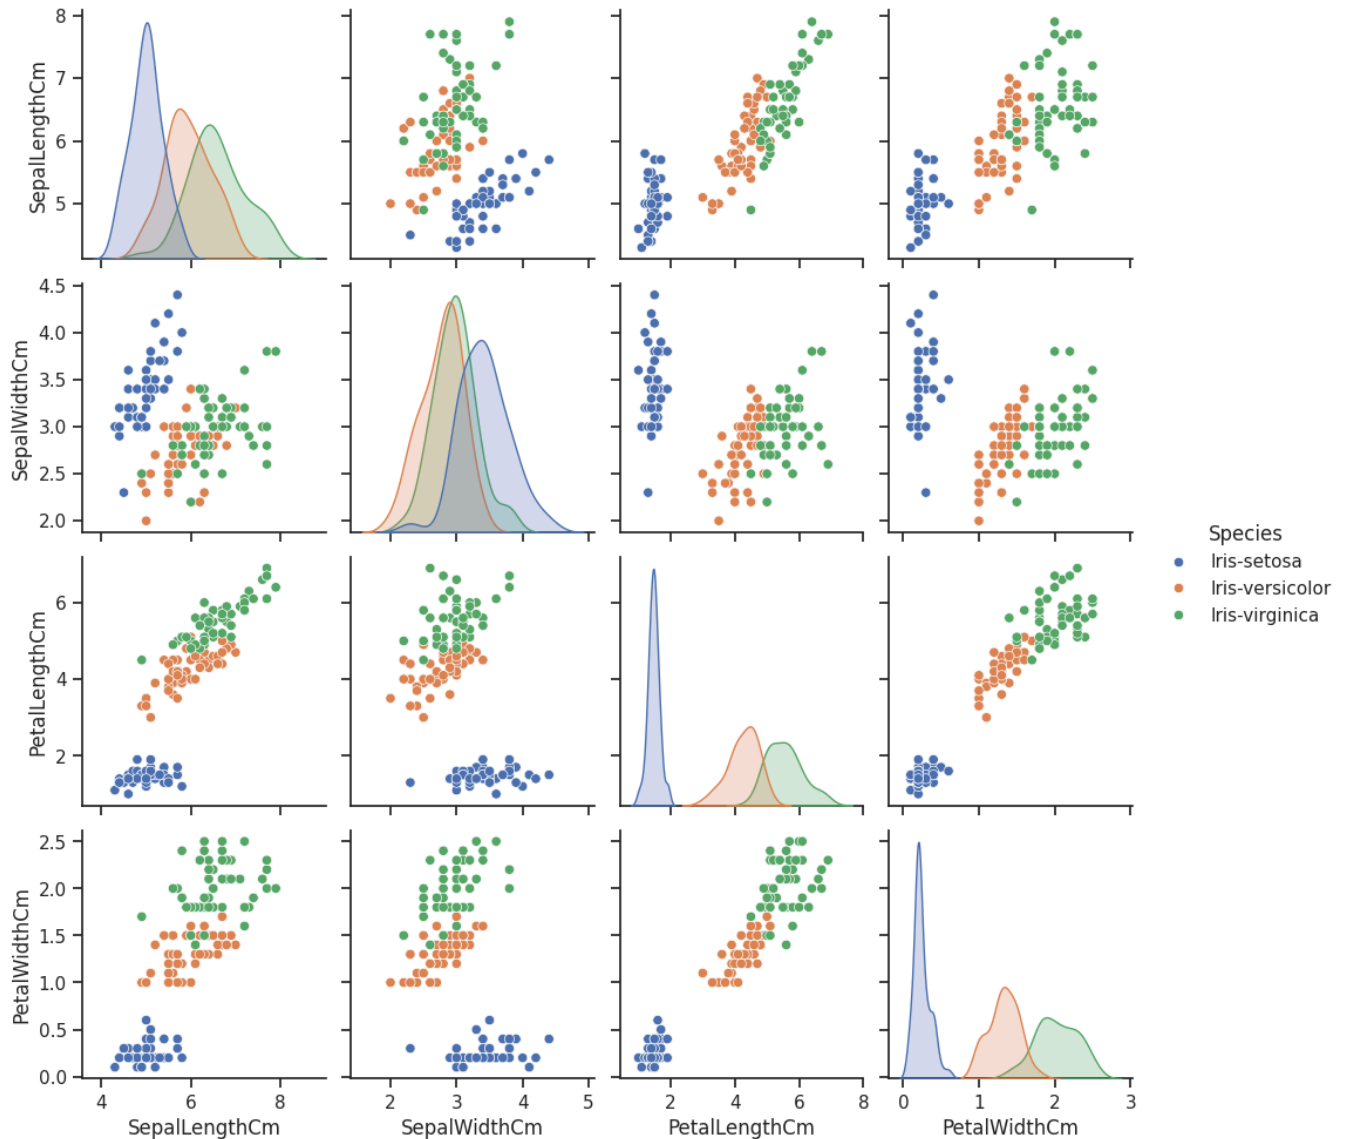 SepalLengthCm
8
7
6
5
SepalWidthCm
4.5
4.0
3.5
3.0
2.5
2.0
PetalLengthCm
6
4
2
PetalWidthCm
2.5
2.0
1.5
1.0
0.5
0.0
4 6 8
SepalLengthCm
2 3 4 5
SepalWidthCm
2 4 6 8
PetalLengthCm
0 1 2 3
PetalWidthCm
Species
Iris-setosa
Iris-versicolor
Iris-virginica